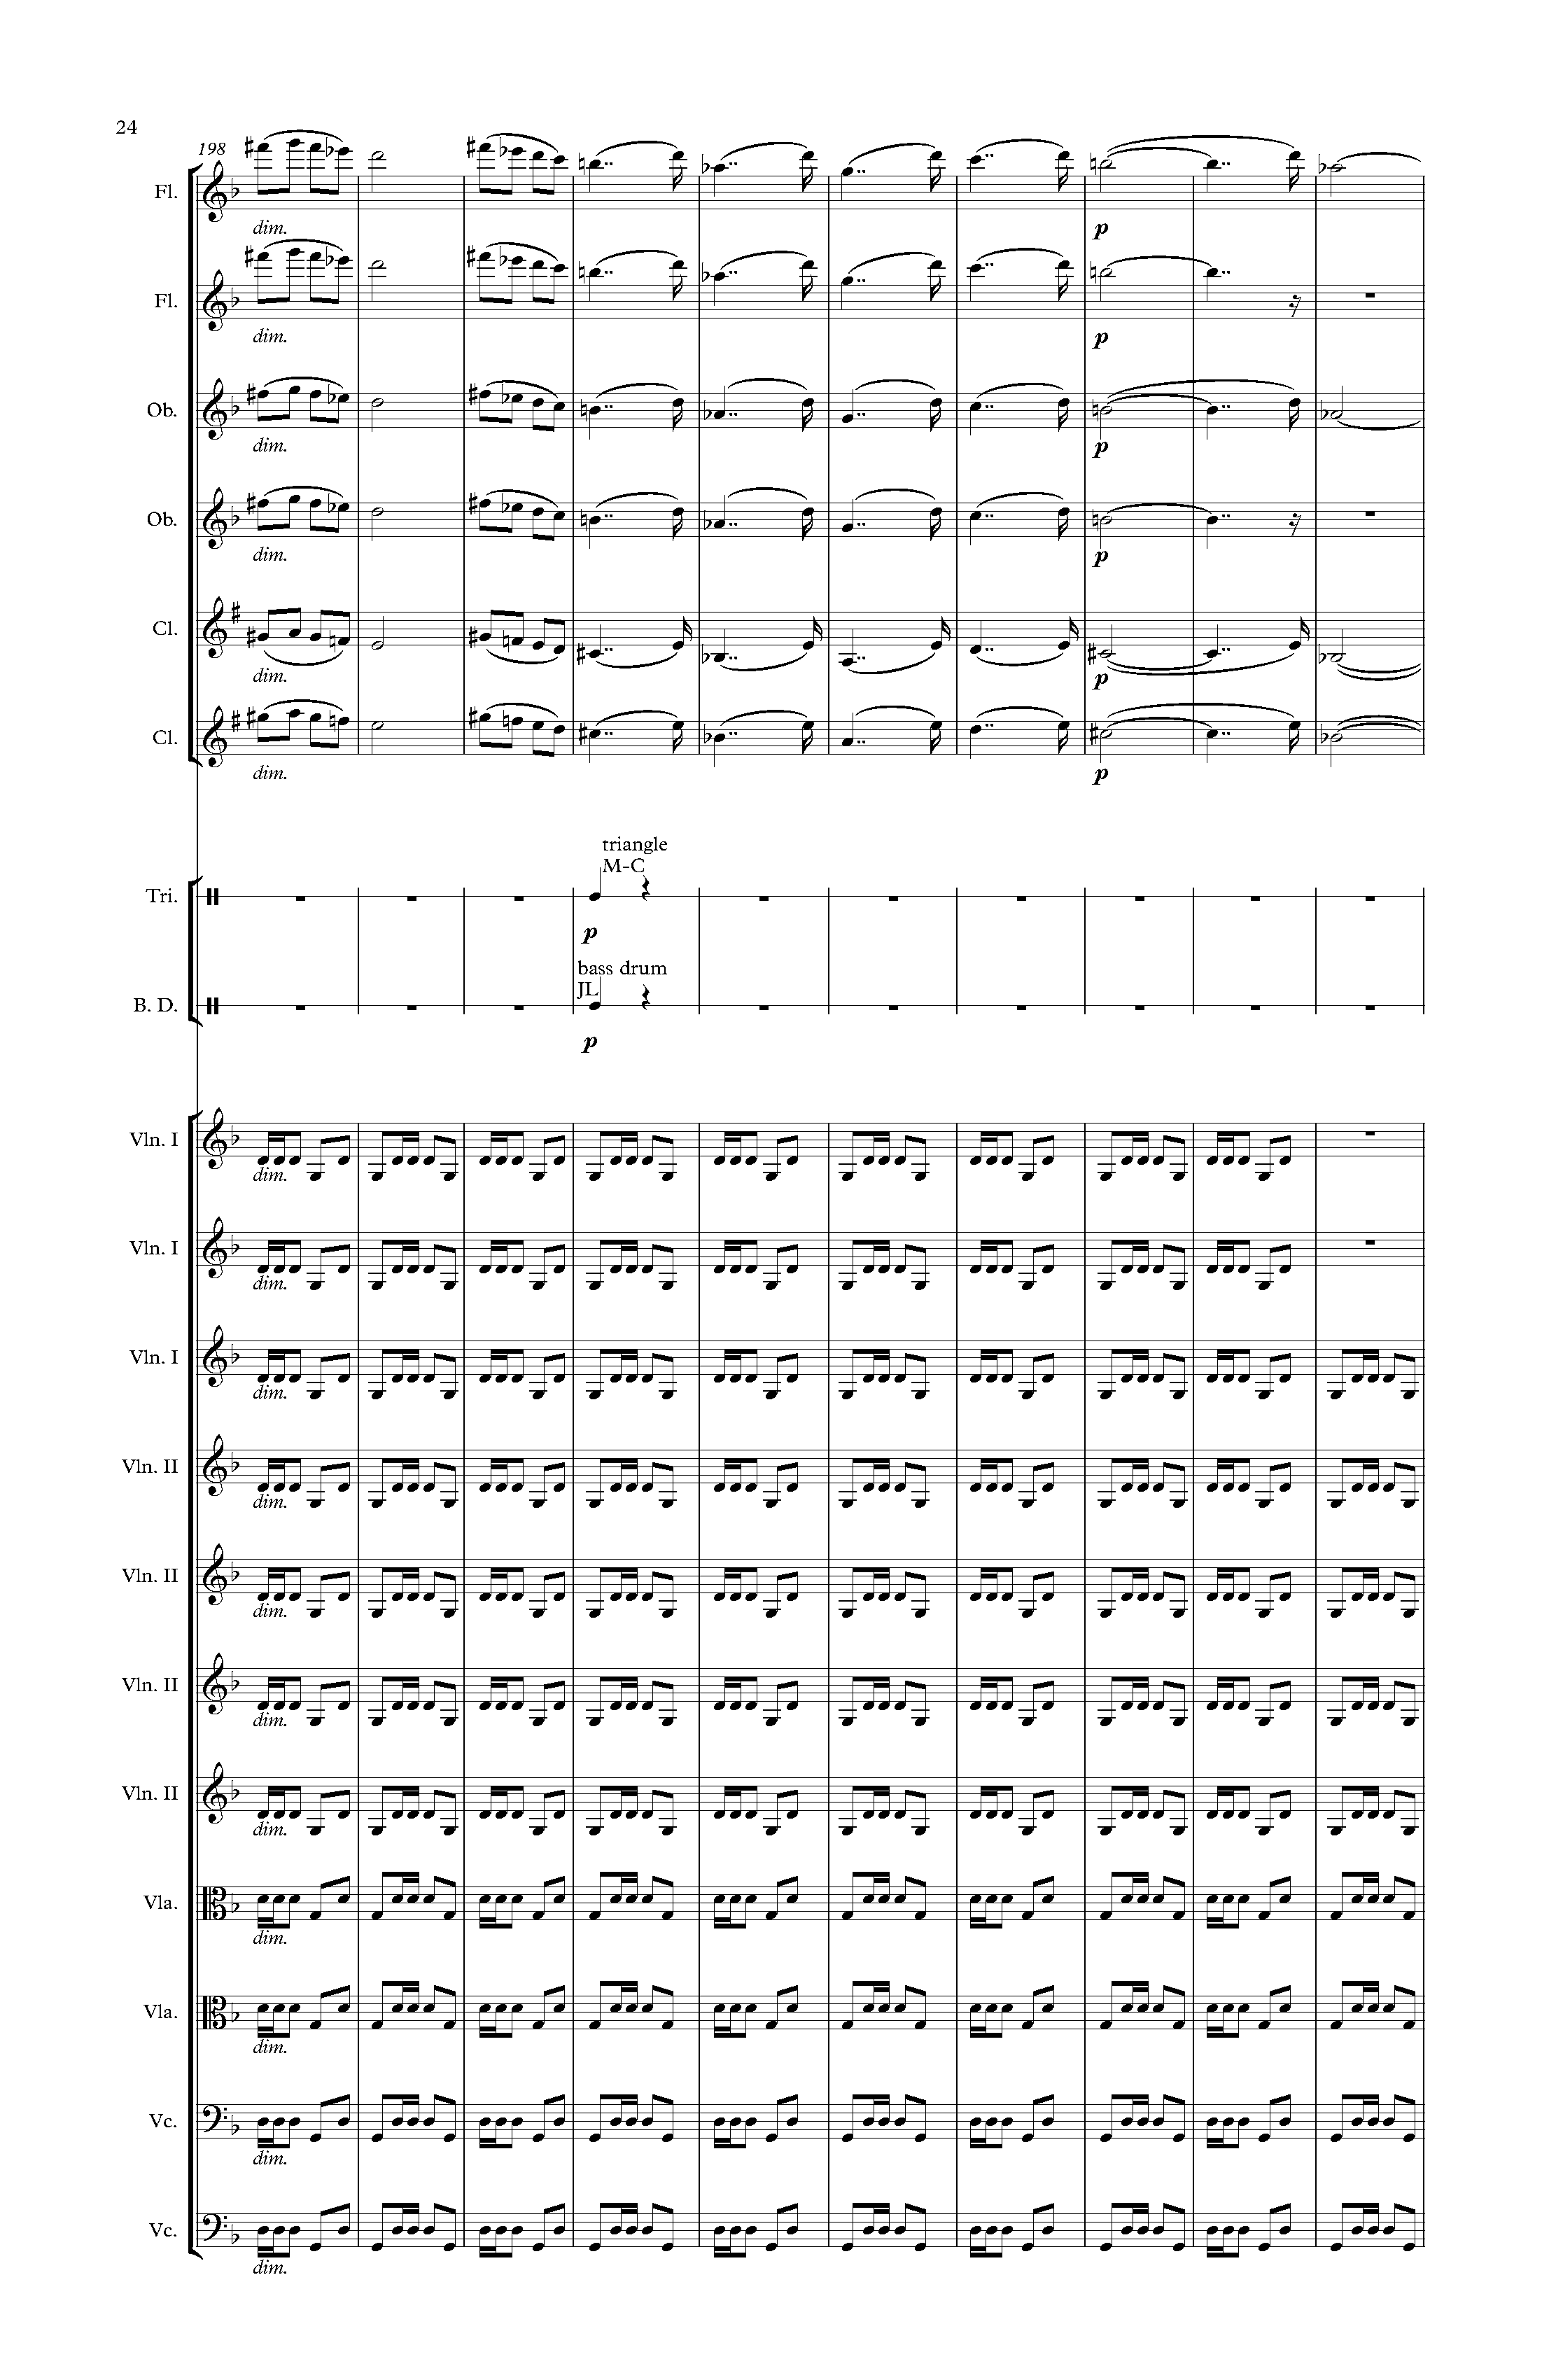 24
198
Fl.
dim.
p
Fl.
dim.
p
Ob.
dim.
p
Ob.
dim.
p
Cl.
dim.
p
Cl.
dim.
p
triangle
M-C
Tri.
p
bass drum
JL
B. D.
p
Vln. I
dim.
Vln. I
dim.
Vln. I
dim.
Vln. II
dim.
Vln. II
dim.
Vln. II
dim.
Vln. II
dim.
Vla.
dim.
Vla.
dim.
Vc.
dim.
Vc.
dim.